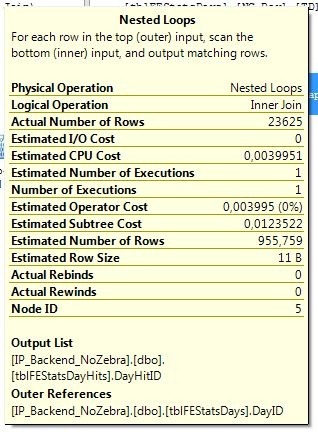 Nested Loops
For each row in the top (outer) input, scan the
bottom (inner) input, and output matching rows.
Physical Operation Nested Loops
Logical Operation Inner Join
Actual Number of Rows 23625
Estimated I/O Cost 0
Estimated CPU Cost 0,0039951
Estimated Number of Executions 1
Number of Executions 1
Estimated Operator Cost 0,003995 (0%)
Estimated Subtree Cost 0,0123522
Estimated Number of Rows 955,759
Estimated Row Size 11 B
Actual Rebinds 0
Actual Rewinds 0
Node ID 5
Output List
[IP_Backend_NoZebra].[dbo].
[tblFEStatsDayHits].DayHitID
Outer References
[IP_Backend_NoZebra].[dbo].[tblFEStatsDays].DayID